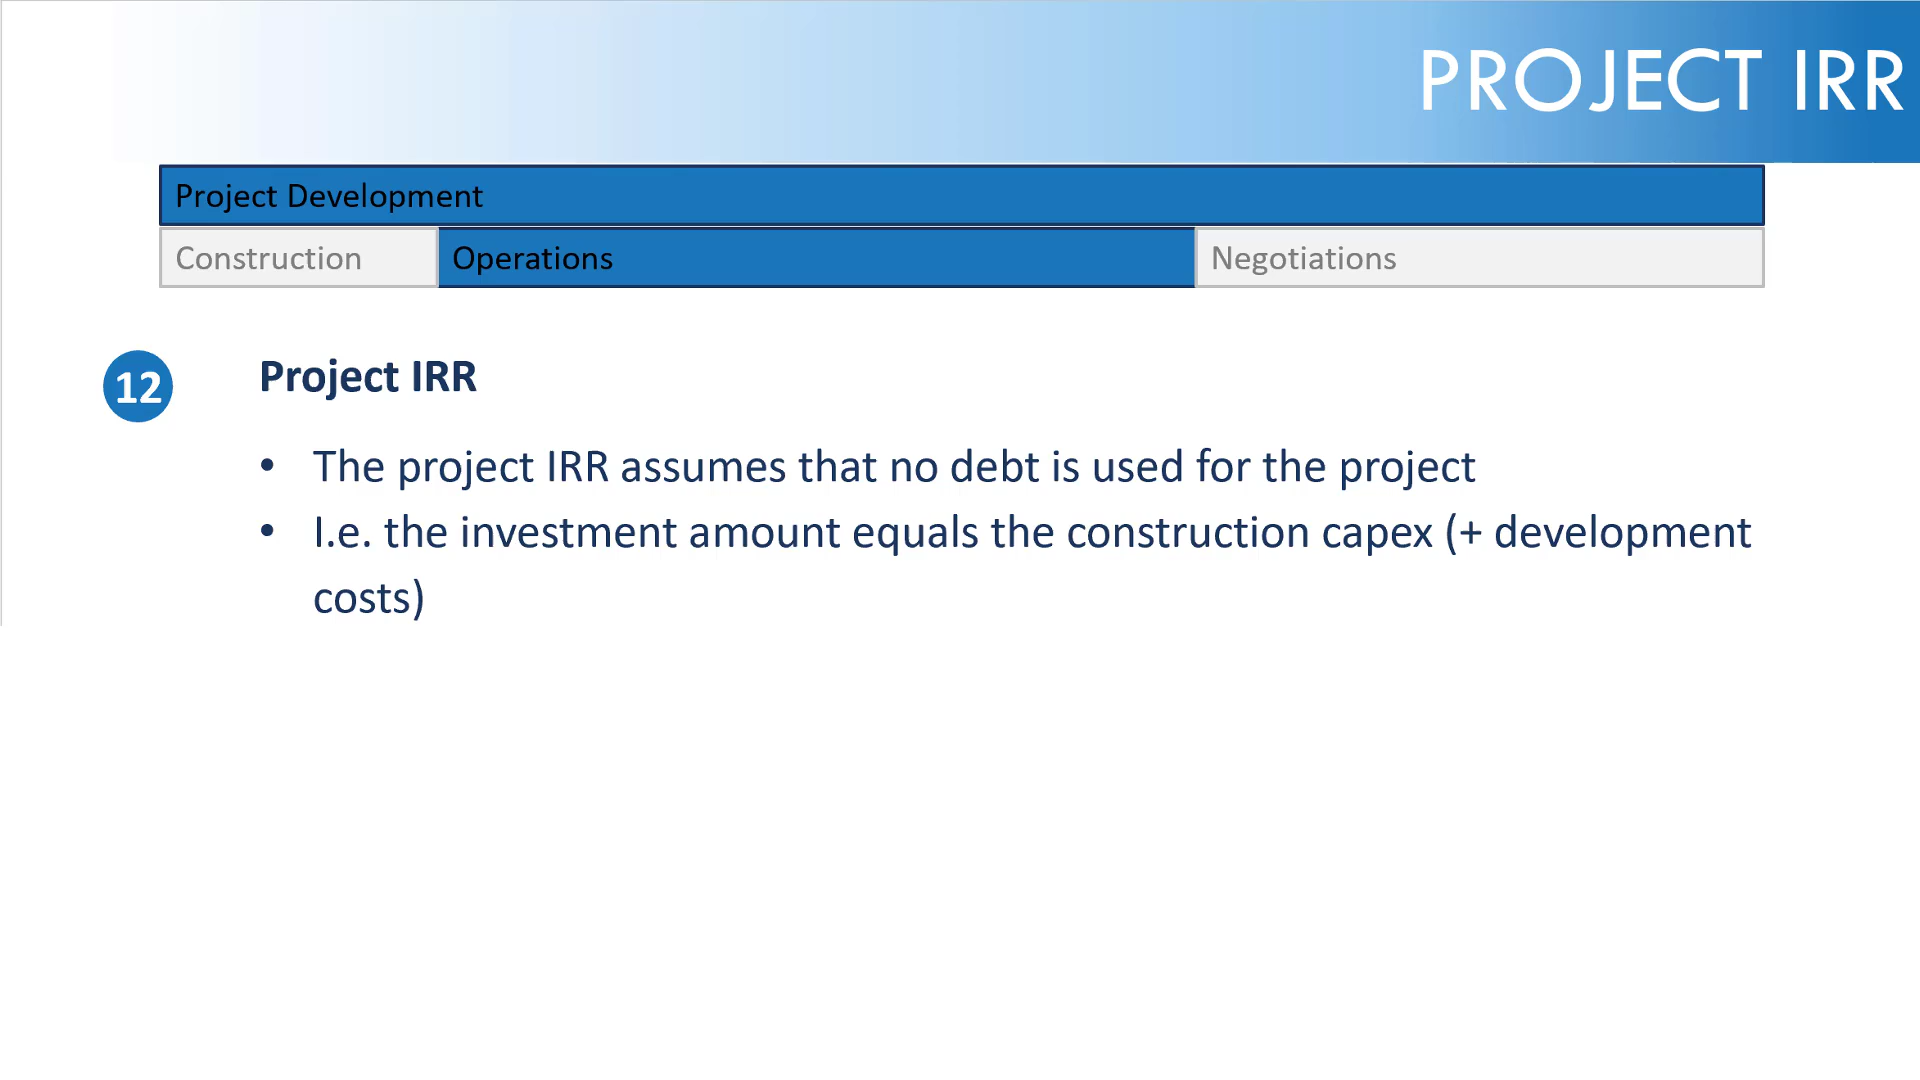 PROJECT IRR
Project Development
Construction
Operations
Negotiations
12
Project IRR
• The project IRR assumes that no debt is used for the project
• I.e. the investment amount equals the construction capex (+ development
costs)